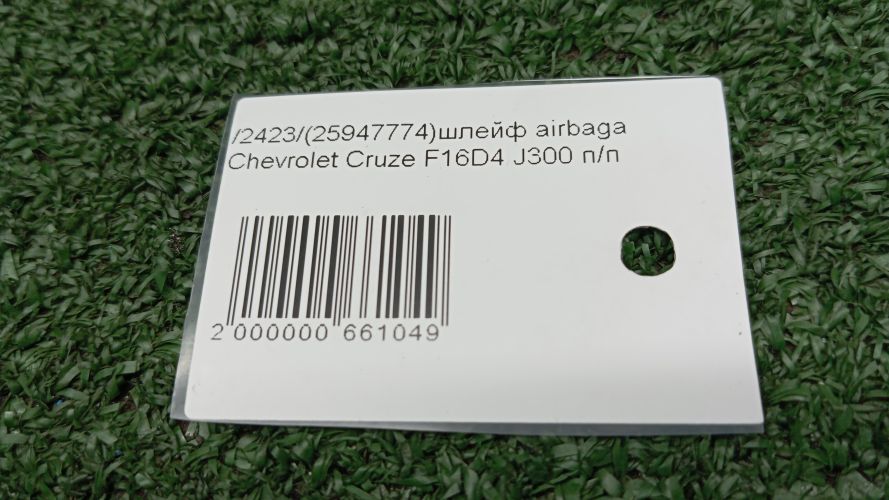 /2423/(25947774)шлейф airbaga
Chevrolet Cruze F16D4 J300 п/п
2 000000 661049